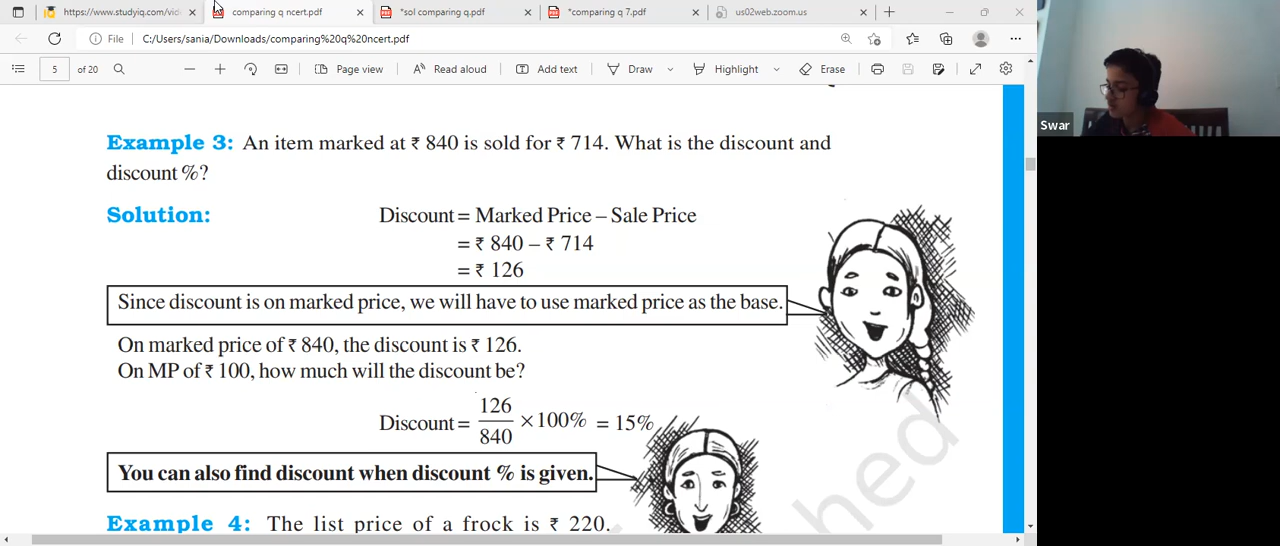 https://www.studyiq.com/vid
comparing q ncert.pdf
*sol comparing q.pdf
*comparing q 7.pdf
us02web.zoom.us
File
C:/Users/sania/Downloads/comparing%20q%20ncert.pdf
5 of 20
Page view
Read aloud
Add text
Draw
Highlight
Erase
Swar
Example 3: An item marked at ₹ 840 is sold for ₹ 714. What is the discount and
discount %?
Solution: Discount = Marked Price – Sale Price
= ₹ 840 – ₹ 714
= ₹ 126
Since discount is on marked price, we will have to use marked price as the base.
On marked price of ₹ 840, the discount is ₹ 126.
On MP of ₹ 100, how much will the discount be?
Discount = 126/840 × 100% = 15%
You can also find discount when discount % is given.
Example 4: The list price of a frock is ₹ 220.
hed